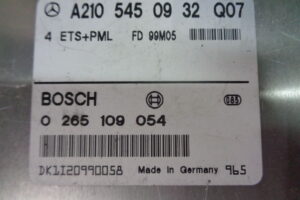 A210 545 09 32 Q07
4 ETS+PML FD 99M05
BOSCH
0 265 109 054
DK1I20990058 Made in Germany 965